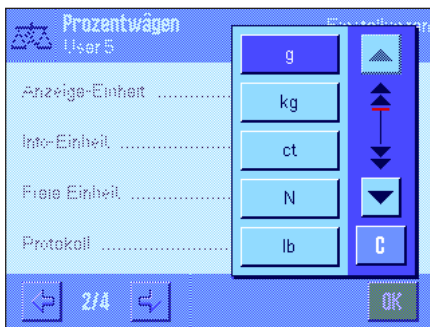 Prozentwägen
User 5
g
Anzeige-Einheit ................
kg
Info-Einheit ......................
ct
Freie Einheit ....................
N
Protokoll .........................
lb
C
2/4
OK